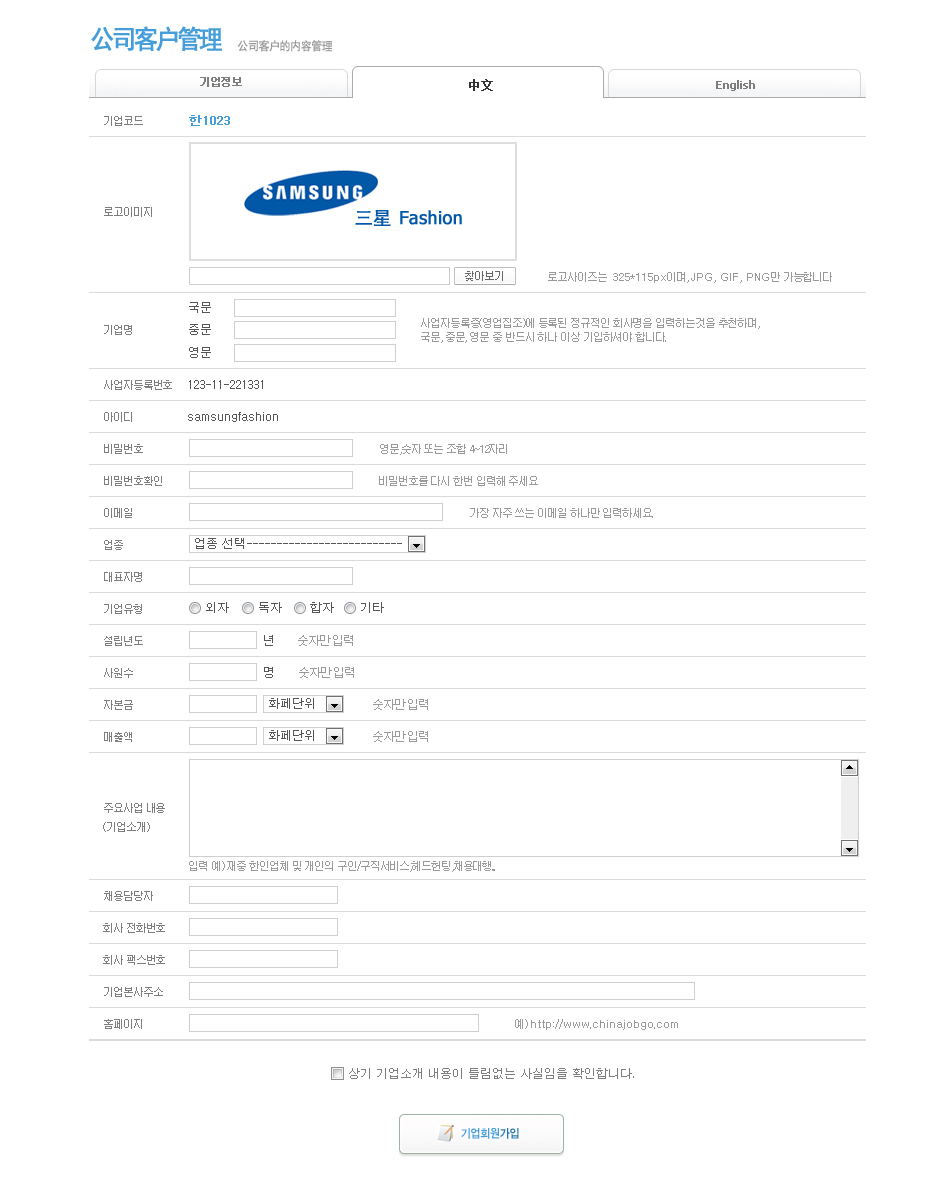 公司客户管理 公司客户的内容管理
기업정보 中文 English
기업코드 한1023
SAMSUNG
三星 Fashion
로고이미지
찾아보기 로고사이즈는 325*115px이며,JPG, GIF, PNG만 가능합니다
국문
기업명 중문 사업자등록증(영업집조)에 등록된 정규적인 회사명을 입력하는것을 추천하며,
국문, 중문, 영문 중 반드시 하나 이상 기입하셔야 합니다.
영문
사업자등록번호 123-11-221331
아이디 samsungfashion
비밀번호 영문,숫자 또는 조합 4~12자리
비밀번호확인 비밀번호를 다시 한번 입력해 주세요
이메일 가장 자주 쓰는 이메일 하나만 입력하세요.
업종 업종 선택--------------------------
대표자명
기업유형 외자 독자 합자 기타
설립년도 년 숫자만 입력
사원수 명 숫자만 입력
자본금 화페단위 숫자만 입력
매출액 화페단위 숫자만 입력
주요사업 내용
(기업소개)
입력 예) 재중 한인업체 및 개인의 구인/구직서비스,헤드헌팅,채용대행..
채용담당자
회사 전화번호
회사 팩스번호
기업본사주소
홈페이지 예) http://www.chinajobgo.com
상기 기업소개 내용이 틀림없는 사실임을 확인합니다.
기업회원가입